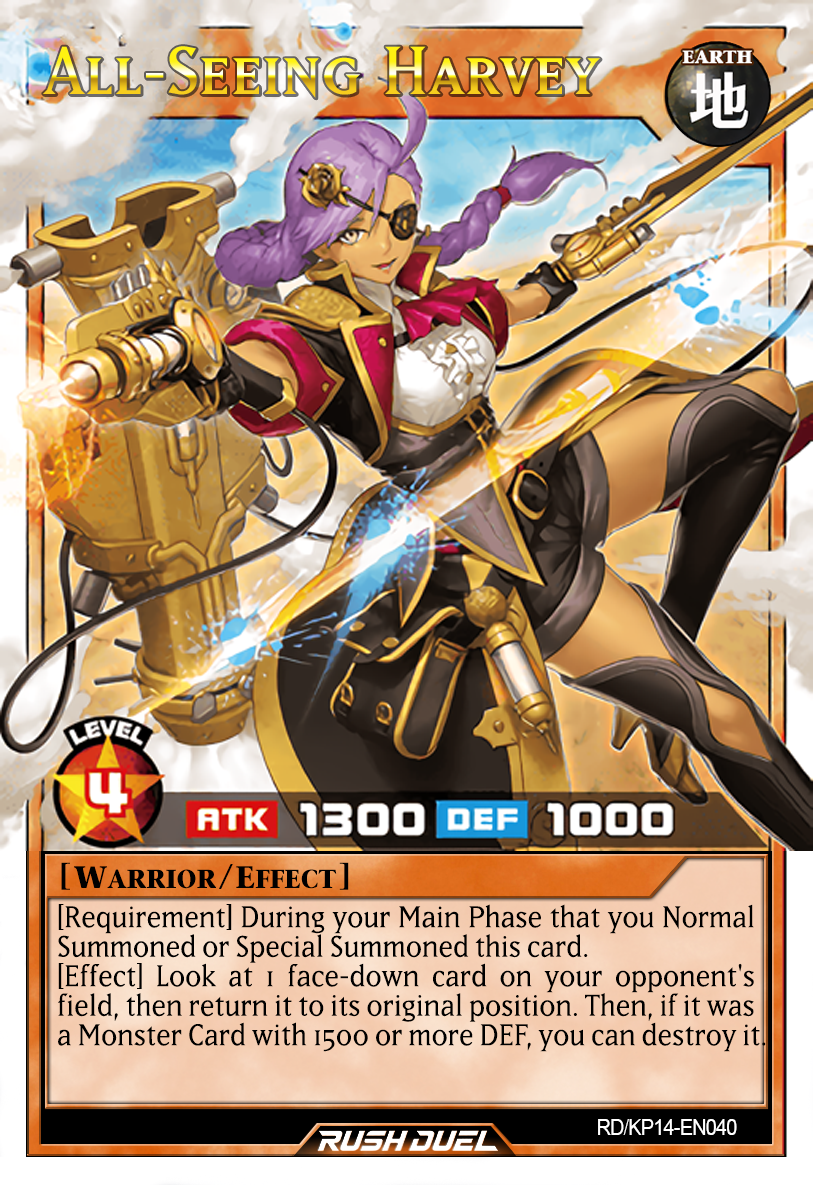 All-Seeing Harvey
EARTH
地
LEVEL
4
ATK 1300 DEF 1000
[Warrior/Effect]
[Requirement] During your Main Phase that you Normal
Summoned or Special Summoned this card.
[Effect] Look at 1 face-down card on your opponent's
field, then return it to its original position. Then, if it was
a Monster Card with 1500 or more DEF, you can destroy it.
RD/KP14-EN040
RUSH DUEL